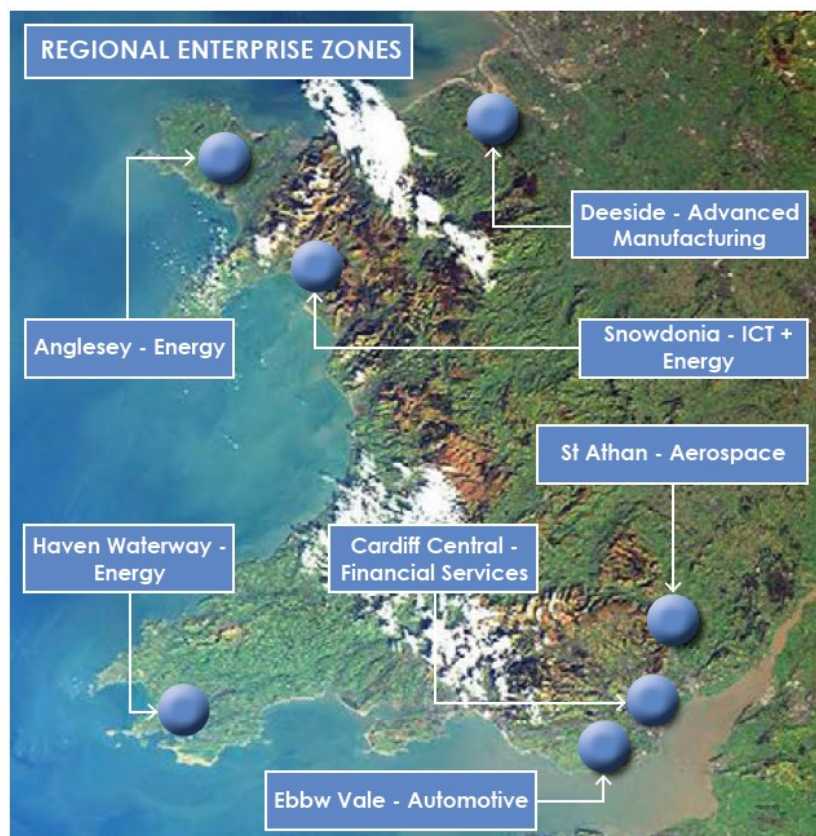 REGIONAL ENTERPRISE ZONES
Deeside - Advanced
Manufacturing
Anglesey - Energy
Snowdonia - ICT +
Energy
St Athan - Aerospace
Haven Waterway -
Energy
Cardiff Central -
Financial Services
Ebbw Vale - Automotive